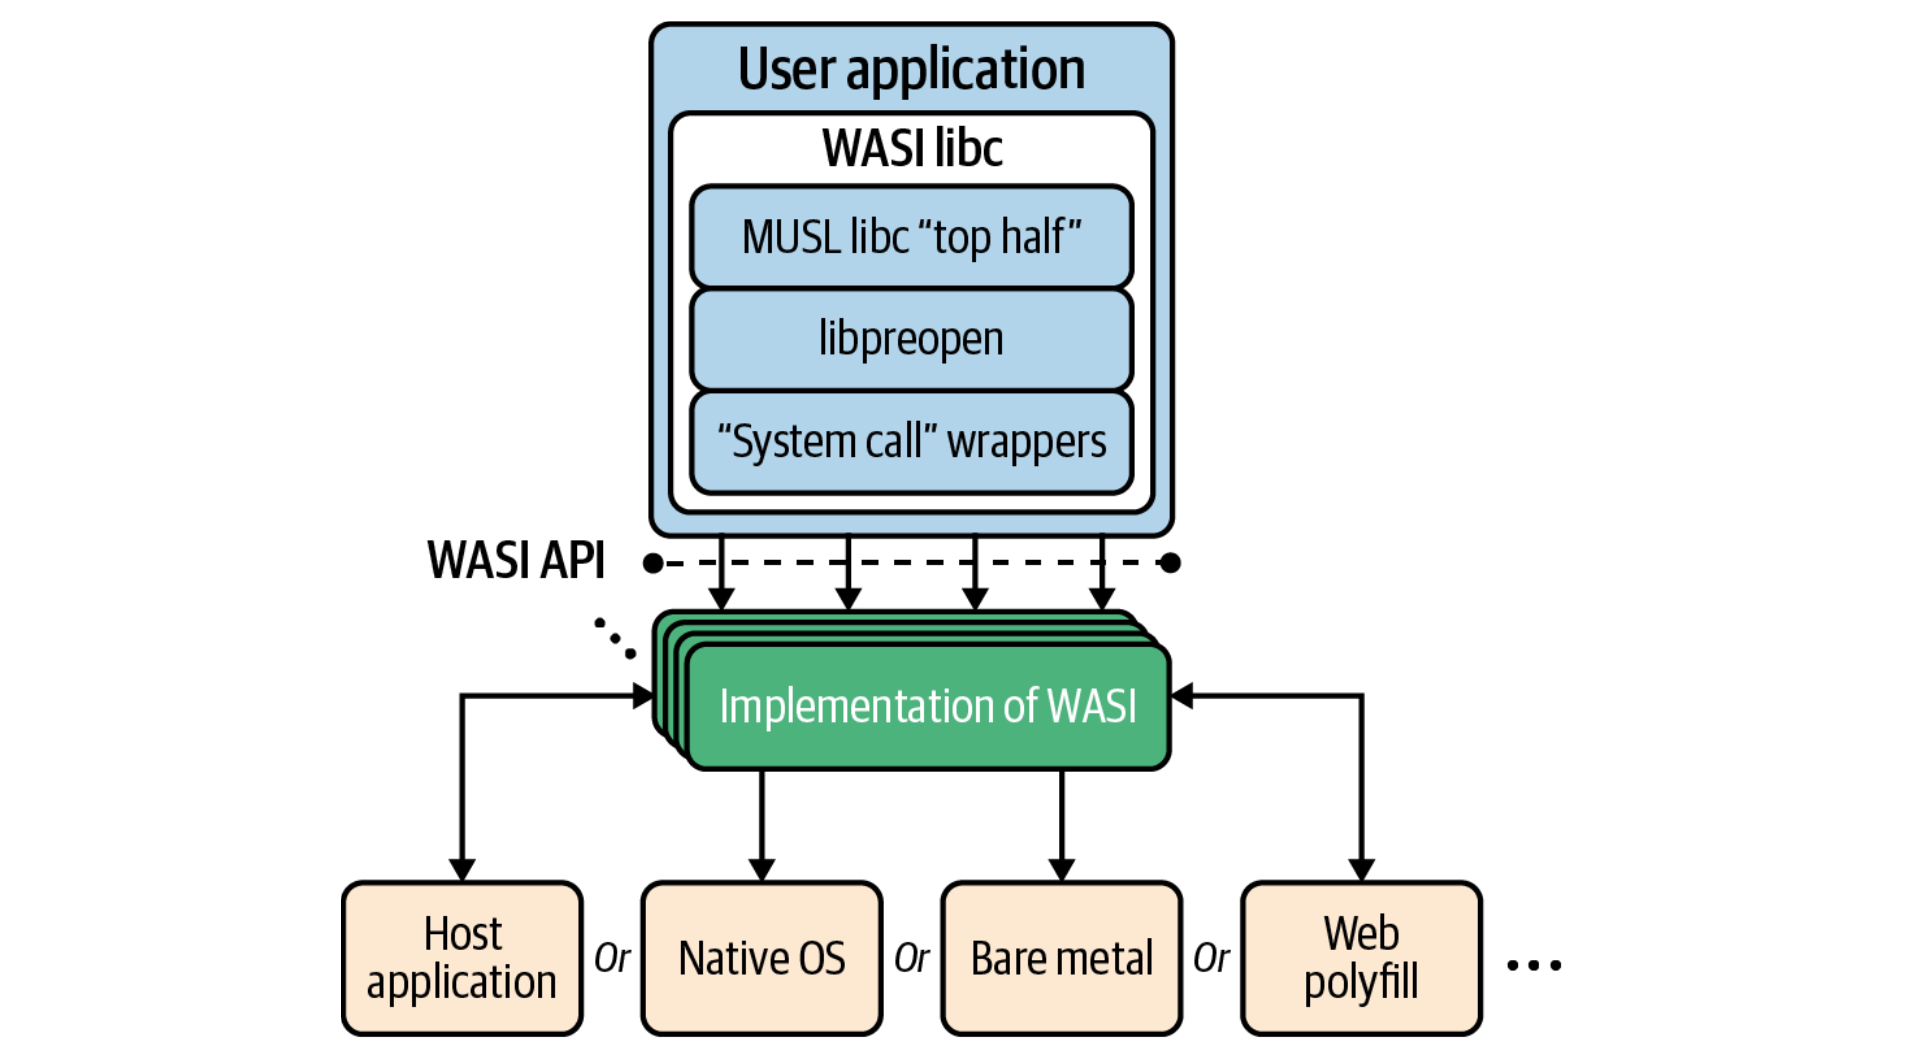 User application
WASI libc
MUSL libc “top half”
libpreopen
“System call” wrappers
WASI API
Implementation of WASI
Host
application
Or
Native OS
Or
Bare metal
Or
Web
polyfill